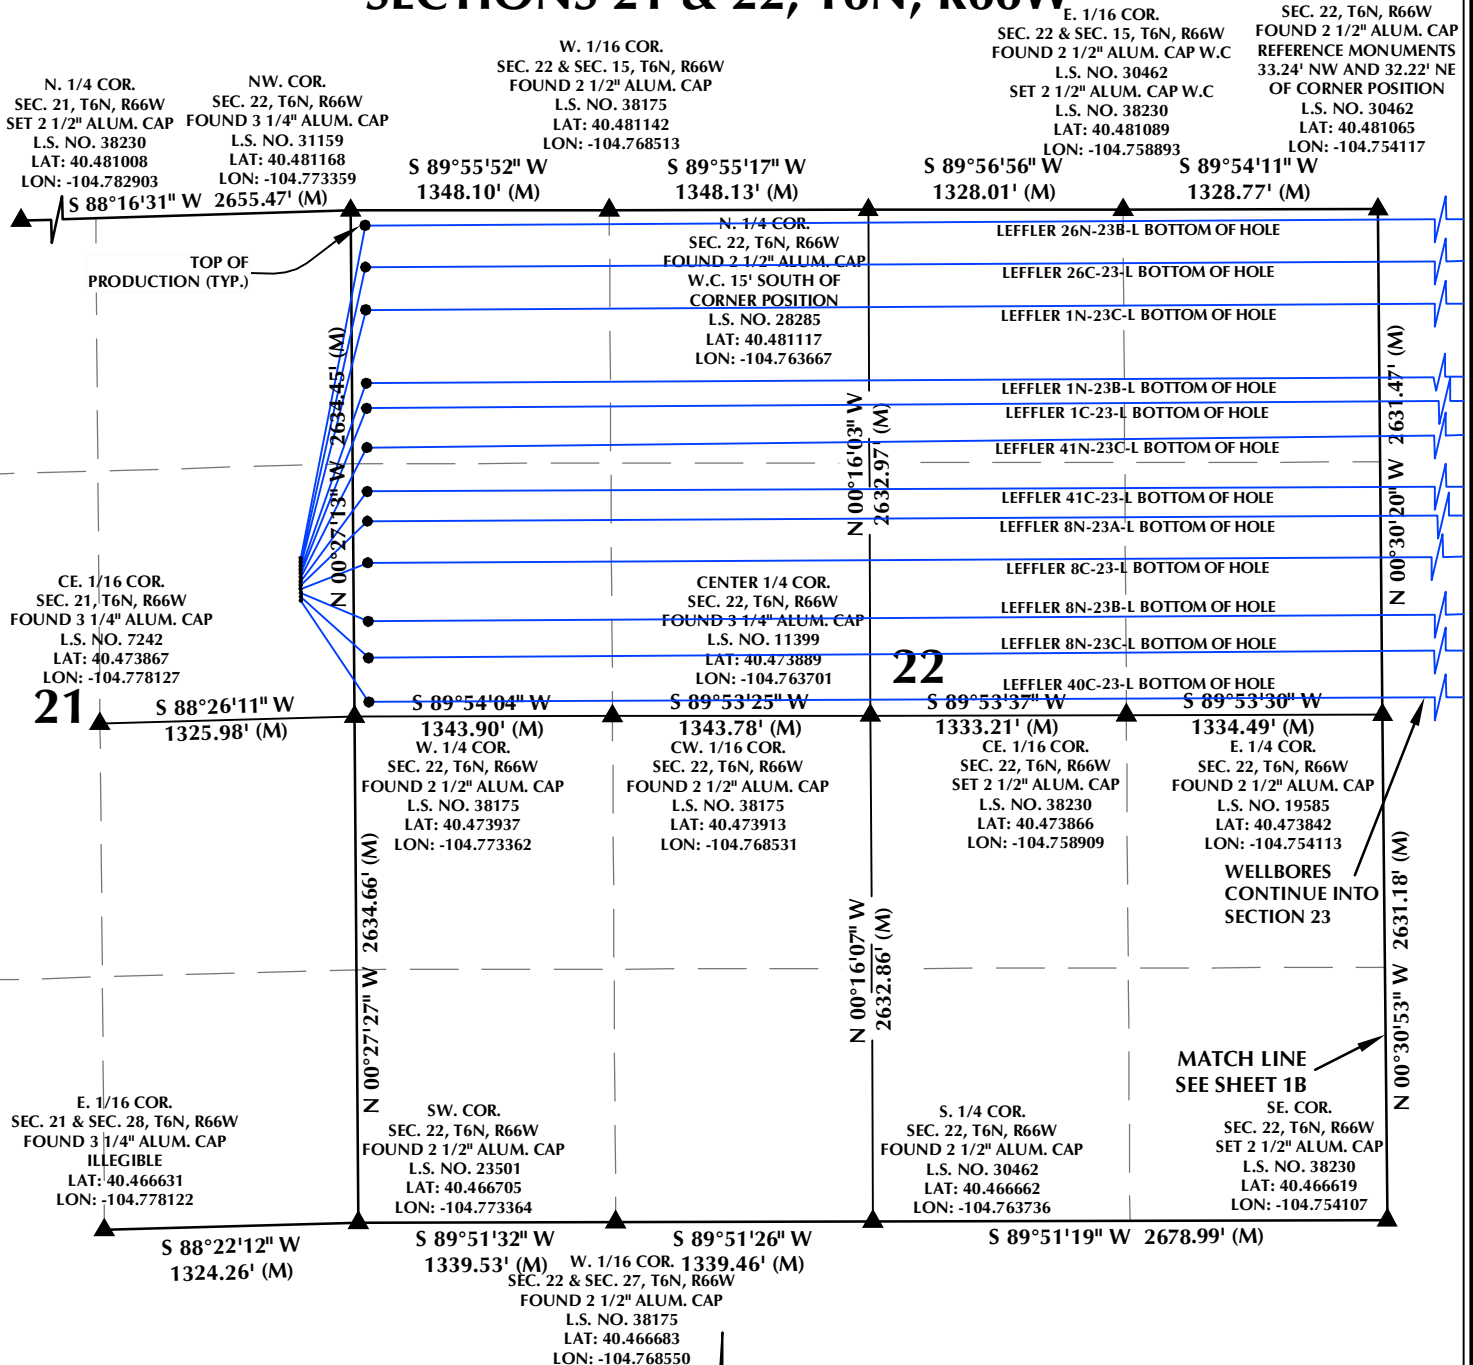 SECTIONS 21 & 22, T6N, R66W
N. 1/4 COR.
SEC. 21, T6N, R66W
SET 2 1/2" ALUM. CAP
L.S. NO. 38230
LAT: 40.481008
LON: -104.782903
NW. COR.
SEC. 22, T6N, R66W
FOUND 3 1/4" ALUM. CAP
L.S. NO. 31159
LAT: 40.481168
LON: -104.773359
W. 1/16 COR.
SEC. 22 & SEC. 15, T6N, R66W
FOUND 2 1/2" ALUM. CAP
L.S. NO. 38175
LAT: 40.481142
LON: -104.768513
E. 1/16 COR.
SEC. 22 & SEC. 15, T6N, R66W
FOUND 2 1/2" ALUM. CAP W.C
L.S. NO. 30462
SET 2 1/2" ALUM. CAP W.C
L.S. NO. 38230
LAT: 40.481089
LON: -104.758893
SEC. 22, T6N, R66W
FOUND 2 1/2" ALUM. CAP
REFERENCE MONUMENTS
33.24' NW AND 32.22' NE
OF CORNER POSITION
L.S. NO. 30462
LAT: 40.481065
LON: -104.754117
S 88°16'31" W 2655.47' (M)
S 89°55'52" W
1348.10' (M)
S 89°55'17" W
1348.13' (M)
S 89°56'56" W
1328.01' (M)
S 89°54'11" W
1328.77' (M)
TOP OF
PRODUCTION (TYP.)
N. 1/4 COR.
SEC. 22, T6N, R66W
FOUND 2 1/2" ALUM. CAP
W.C. 15' SOUTH OF
CORNER POSITION
L.S. NO. 28285
LAT: 40.481117
LON: -104.763667
LEFFLER 26N-23B-L BOTTOM OF HOLE
LEFFLER 26C-23-L BOTTOM OF HOLE
LEFFLER 1N-23C-L BOTTOM OF HOLE
LEFFLER 1N-23B-L BOTTOM OF HOLE
LEFFLER 1C-23-L BOTTOM OF HOLE
LEFFLER 41N-23C-L BOTTOM OF HOLE
LEFFLER 41C-23-L BOTTOM OF HOLE
LEFFLER 8N-23A-L BOTTOM OF HOLE
LEFFLER 8C-23-L BOTTOM OF HOLE
LEFFLER 8N-23B-L BOTTOM OF HOLE
LEFFLER 8N-23C-L BOTTOM OF HOLE
LEFFLER 40C-23-L BOTTOM OF HOLE
N 00°27'13" W 2634.45' (M)
N 00°16'03" W
2632.97' (M)
N 00°30'20" W 2631.47' (M)
CE. 1/16 COR.
SEC. 21, T6N, R66W
FOUND 3 1/4" ALUM. CAP
L.S. NO. 7242
LAT: 40.473867
LON: -104.778127
CENTER 1/4 COR.
SEC. 22, T6N, R66W
FOUND 3 1/4" ALUM. CAP
L.S. NO. 11399
LAT: 40.473889
LON: -104.763701
21
22
S 88°26'11" W
1325.98' (M)
S 89°54'04" W
1343.90' (M)
S 89°53'25" W
1343.78' (M)
S 89°53'37" W
1333.21' (M)
S 89°53'30" W
1334.49' (M)
W. 1/4 COR.
SEC. 22, T6N, R66W
FOUND 2 1/2" ALUM. CAP
L.S. NO. 38175
LAT: 40.473937
LON: -104.773362
CW. 1/16 COR.
SEC. 22, T6N, R66W
FOUND 2 1/2" ALUM. CAP
L.S. NO. 38175
LAT: 40.473913
LON: -104.768531
CE. 1/16 COR.
SEC. 22, T6N, R66W
SET 2 1/2" ALUM. CAP
L.S. NO. 38230
LAT: 40.473866
LON: -104.758909
E. 1/4 COR.
SEC. 22, T6N, R66W
FOUND 2 1/2" ALUM. CAP
L.S. NO. 19585
LAT: 40.473842
LON: -104.754113
WELLBORES
CONTINUE INTO
SECTION 23
N 00°27'27" W 2634.66' (M)
N 00°16'07" W
2632.86' (M)
N 00°30'53" W 2631.18' (M)
MATCH LINE
SEE SHEET 1B
E. 1/16 COR.
SEC. 21 & SEC. 28, T6N, R66W
FOUND 3 1/4" ALUM. CAP
ILLEGIBLE
LAT: 40.466631
LON: -104.778122
SW. COR.
SEC. 22, T6N, R66W
FOUND 2 1/2" ALUM. CAP
L.S. NO. 23501
LAT: 40.466705
LON: -104.773364
S. 1/4 COR.
SEC. 22, T6N, R66W
FOUND 2 1/2" ALUM. CAP
L.S. NO. 30462
LAT: 40.466662
LON: -104.763736
SE. COR.
SEC. 22, T6N, R66W
SET 2 1/2" ALUM. CAP
L.S. NO. 38230
LAT: 40.466619
LON: -104.754107
S 88°22'12" W
1324.26' (M)
S 89°51'32" W
1339.53' (M)
S 89°51'26" W
1339.46' (M)
S 89°51'19" W 2678.99' (M)
W. 1/16 COR.
SEC. 22 & SEC. 27, T6N, R66W
FOUND 2 1/2" ALUM. CAP
L.S. NO. 38175
LAT: 40.466683
LON: -104.768550